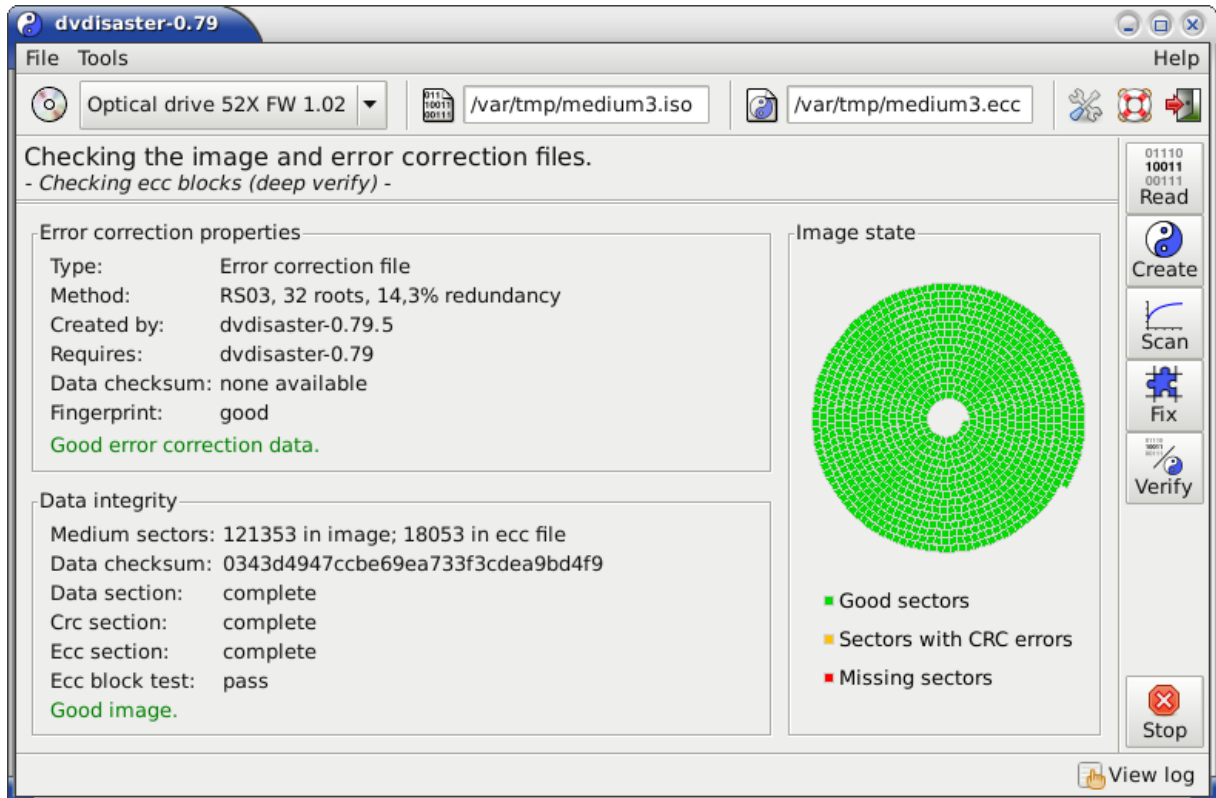 dvdisaster-0.79
File Tools Help
Optical drive 52X FW 1.02 /var/tmp/medium3.iso /var/tmp/medium3.ecc
Checking the image and error correction files.
- Checking ecc blocks (deep verify) -
Error correction properties
Type: Error correction file
Method: RS03, 32 roots, 14,3% redundancy
Created by: dvdisaster-0.79.5
Requires: dvdisaster-0.79
Data checksum: none available
Fingerprint: good
Good error correction data.
Data integrity
Medium sectors: 121353 in image; 18053 in ecc file
Data checksum: 0343d4947ccbe69ea733f3cdea9bd4f9
Data section: complete
Crc section: complete
Ecc section: complete
Ecc block test: pass
Good image.
Image state
Good sectors
Sectors with CRC errors
Missing sectors
01110
10011
00111
Read
Create
Scan
Fix
Verify
Stop
View log